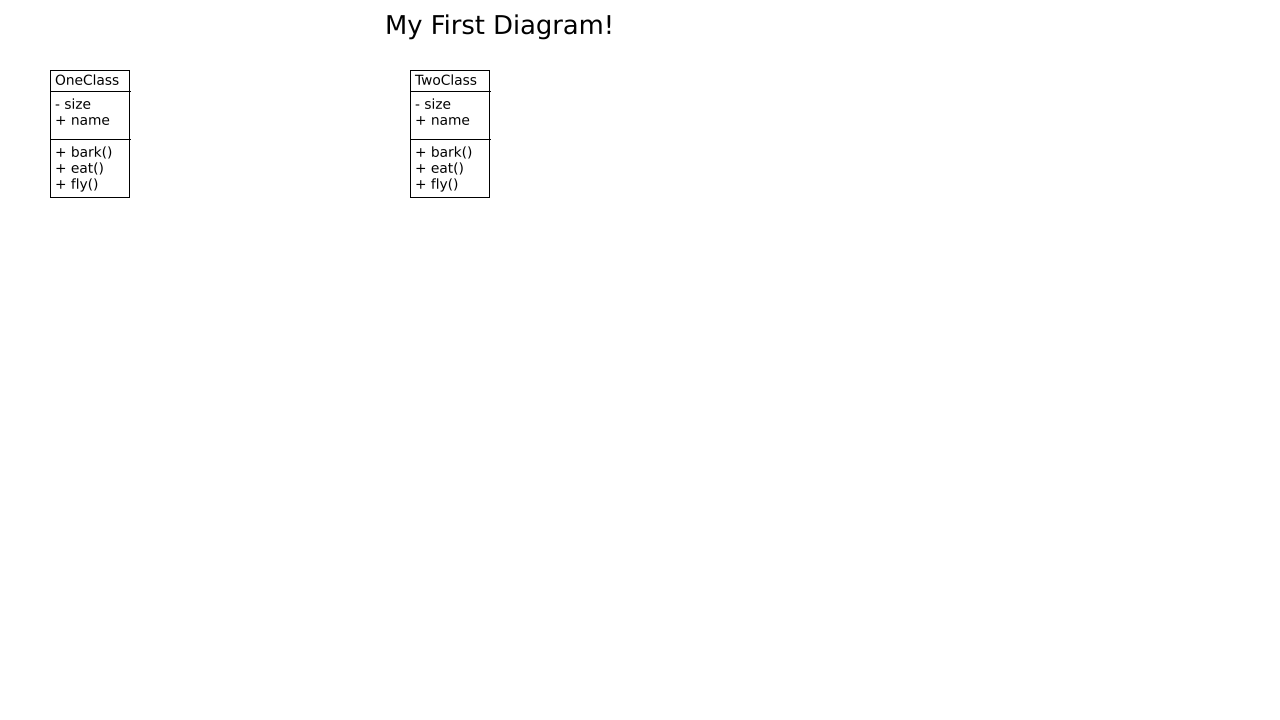 My First Diagram!
OneClass
- size
+ name
+ bark()
+ eat()
+ fly()
TwoClass
- size
+ name
+ bark()
+ eat()
+ fly()